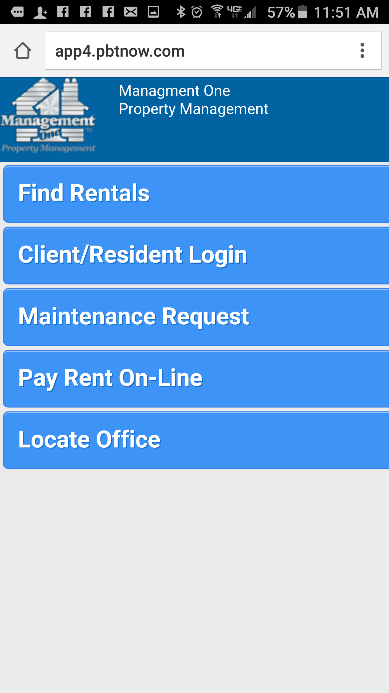 4G
57% 11:51 AM
app4.pbtnow.com
Management
One
Property Management
Managment One
Property Management
Find Rentals
Client/Resident Login
Maintenance Request
Pay Rent On-Line
Locate Office